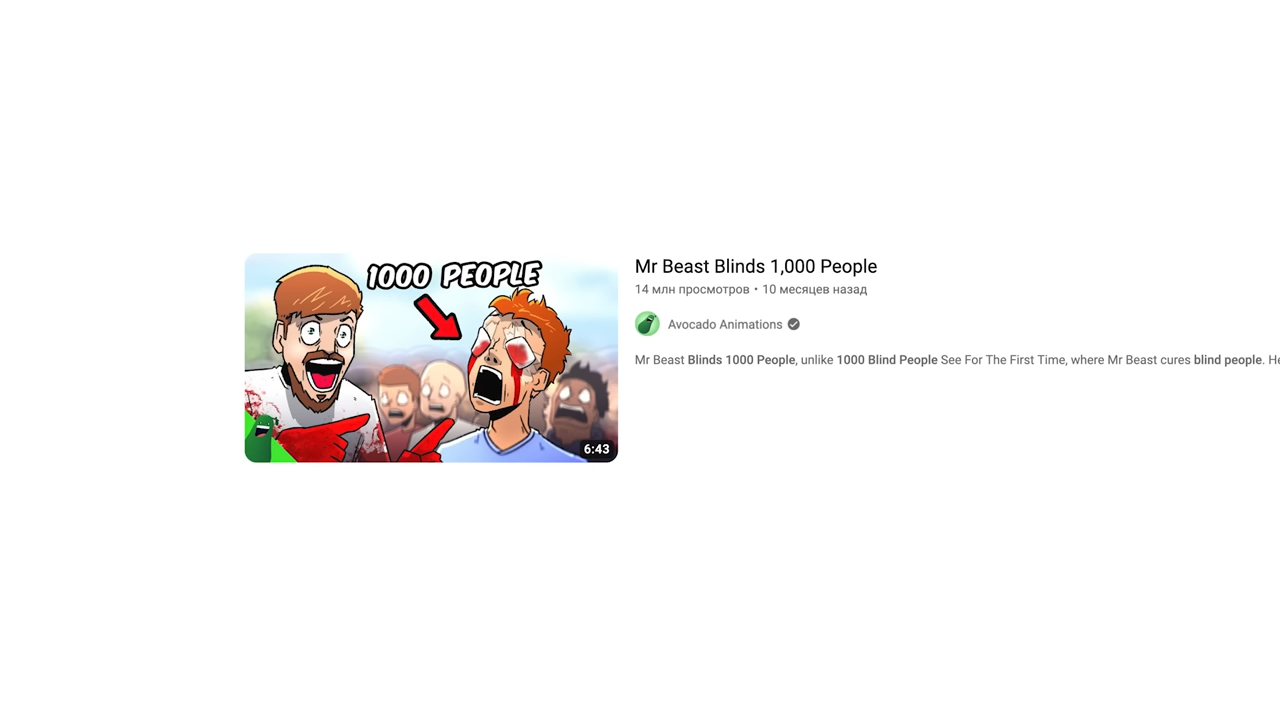 1000 PEOPLE
6:43
Mr Beast Blinds 1,000 People
14 млн просмотров • 10 месяцев назад
Avocado Animations
Mr Beast Blinds 1000 People, unlike 1000 Blind People See For The First Time, where Mr Beast cures blind people. He